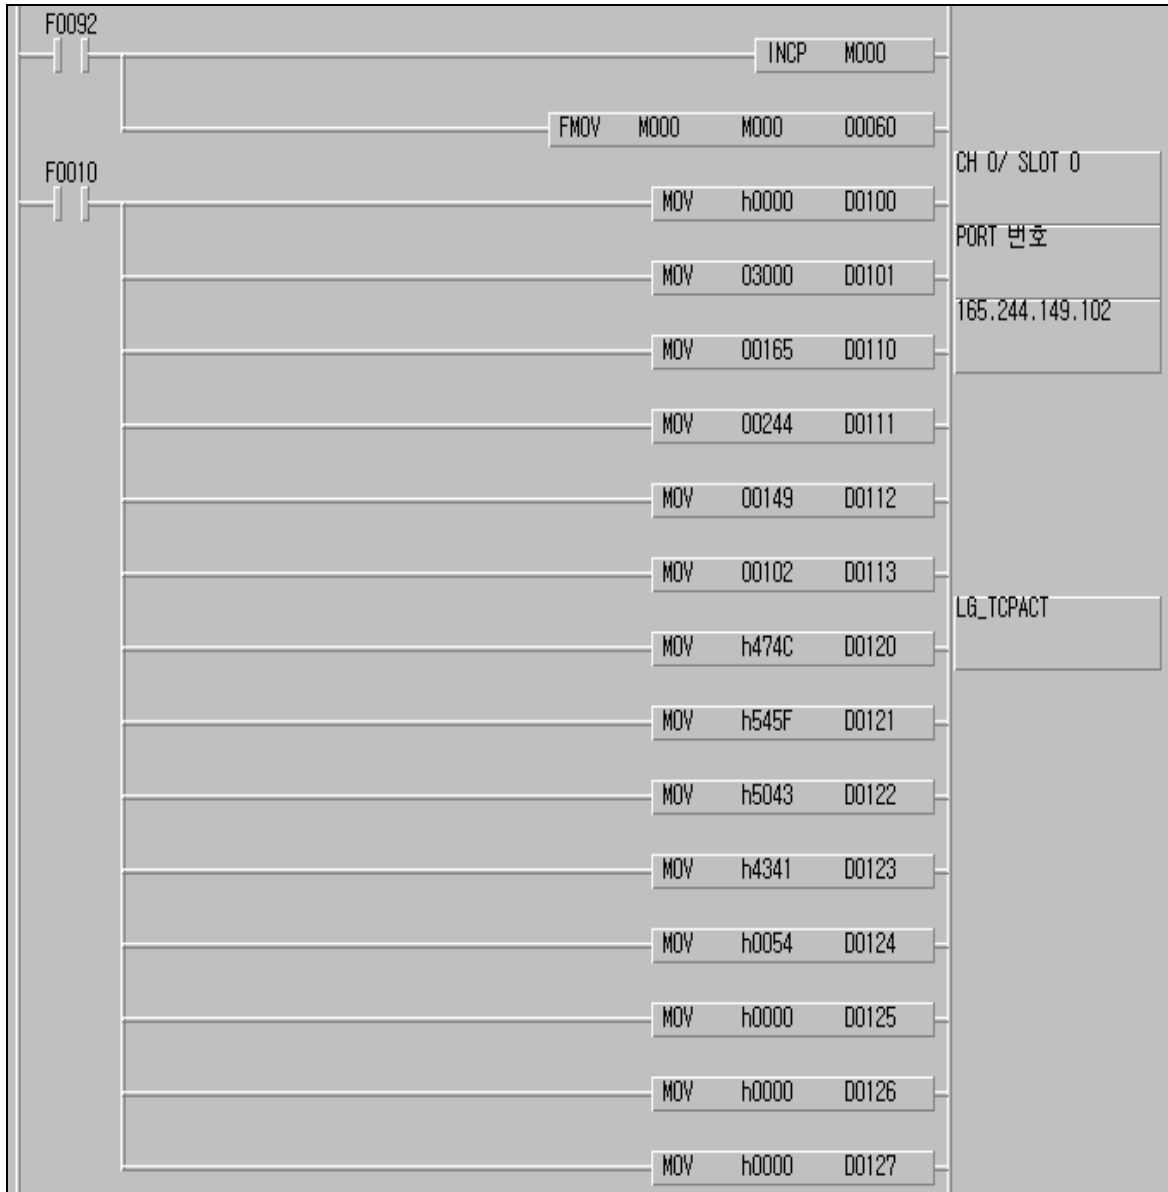 F0092
INCP M000
FMOV M000 M000 00060
CH 0/ SLOT 0
F0010
MOV h0000 D0100
PORT 번호
MOV 03000 D0101
165.244.149.102
MOV 00165 D0110
MOV 00244 D0111
MOV 00149 D0112
MOV 00102 D0113
LG_TCPACT
MOV h474C D0120
MOV h545F D0121
MOV h5043 D0122
MOV h4341 D0123
MOV h0054 D0124
MOV h0000 D0125
MOV h0000 D0126
MOV h0000 D0127